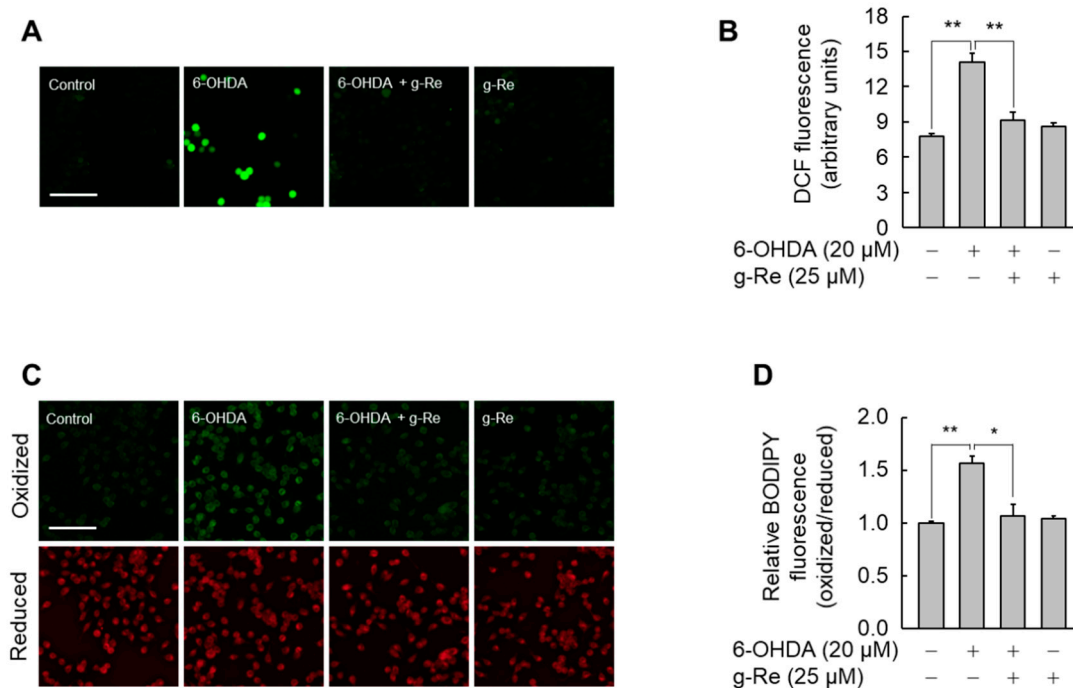 A
Control
6-OHDA
6-OHDA + g-Re
g-Re
B
DCF fluorescence
(arbitrary units)
18
15
12
9
6
3
0
** **
6-OHDA (20 μM) − + + −
g-Re (25 μM) − − + +
C
Oxidized
Reduced
Control
6-OHDA
6-OHDA + g-Re
g-Re
D
Relative BODIPY
fluorescence
(oxidized/reduced)
2.0
1.5
1.0
0.5
0.0
** *
6-OHDA (20 μM) − + + −
g-Re (25 μM) − − + +